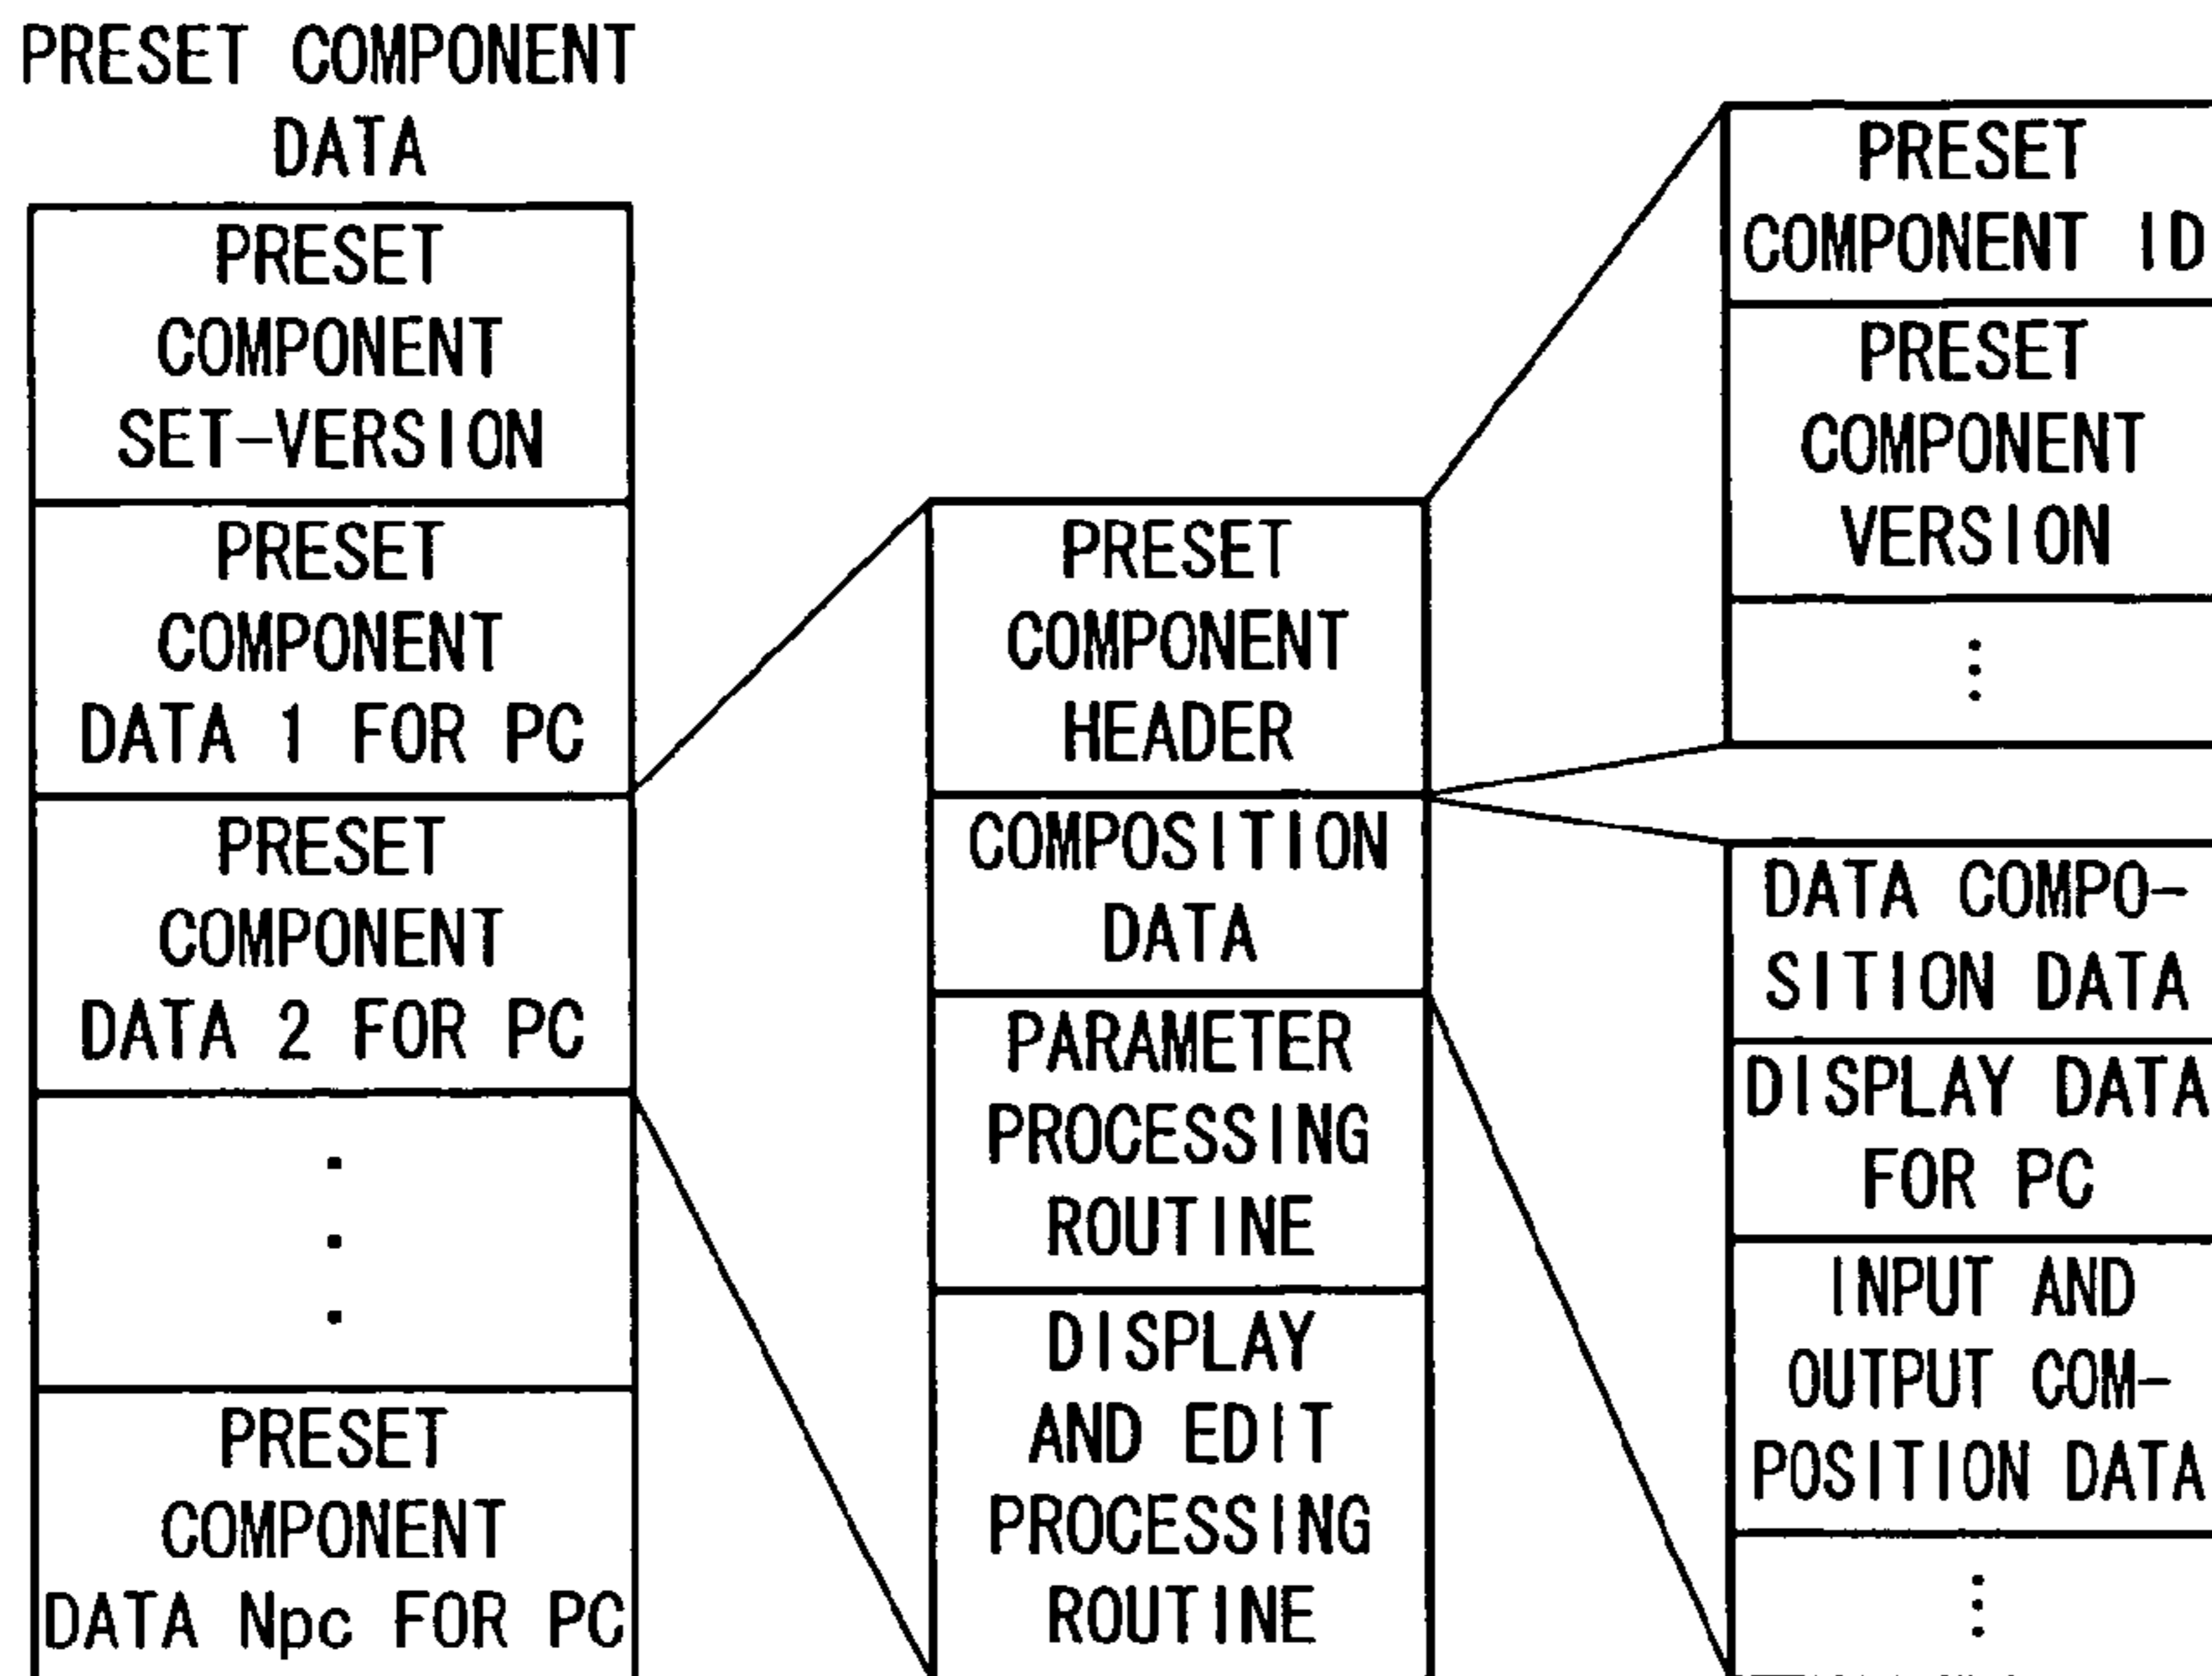 PRESET COMPONENT
DATA
PRESET
COMPONENT
SET-VERSION
PRESET
COMPONENT
DATA 1 FOR PC
PRESET
COMPONENT
DATA 2 FOR PC
PRESET
COMPONENT
DATA Npc FOR PC
PRESET
COMPONENT
HEADER
COMPOSITION
DATA
PARAMETER
PROCESSING
ROUTINE
DISPLAY
AND EDIT
PROCESSING
ROUTINE
PRESET
COMPONENT ID
PRESET
COMPONENT
VERSION
DATA COMPO-
SITION DATA
DISPLAY DATA
FOR PC
INPUT AND
OUTPUT COM-
POSITION DATA